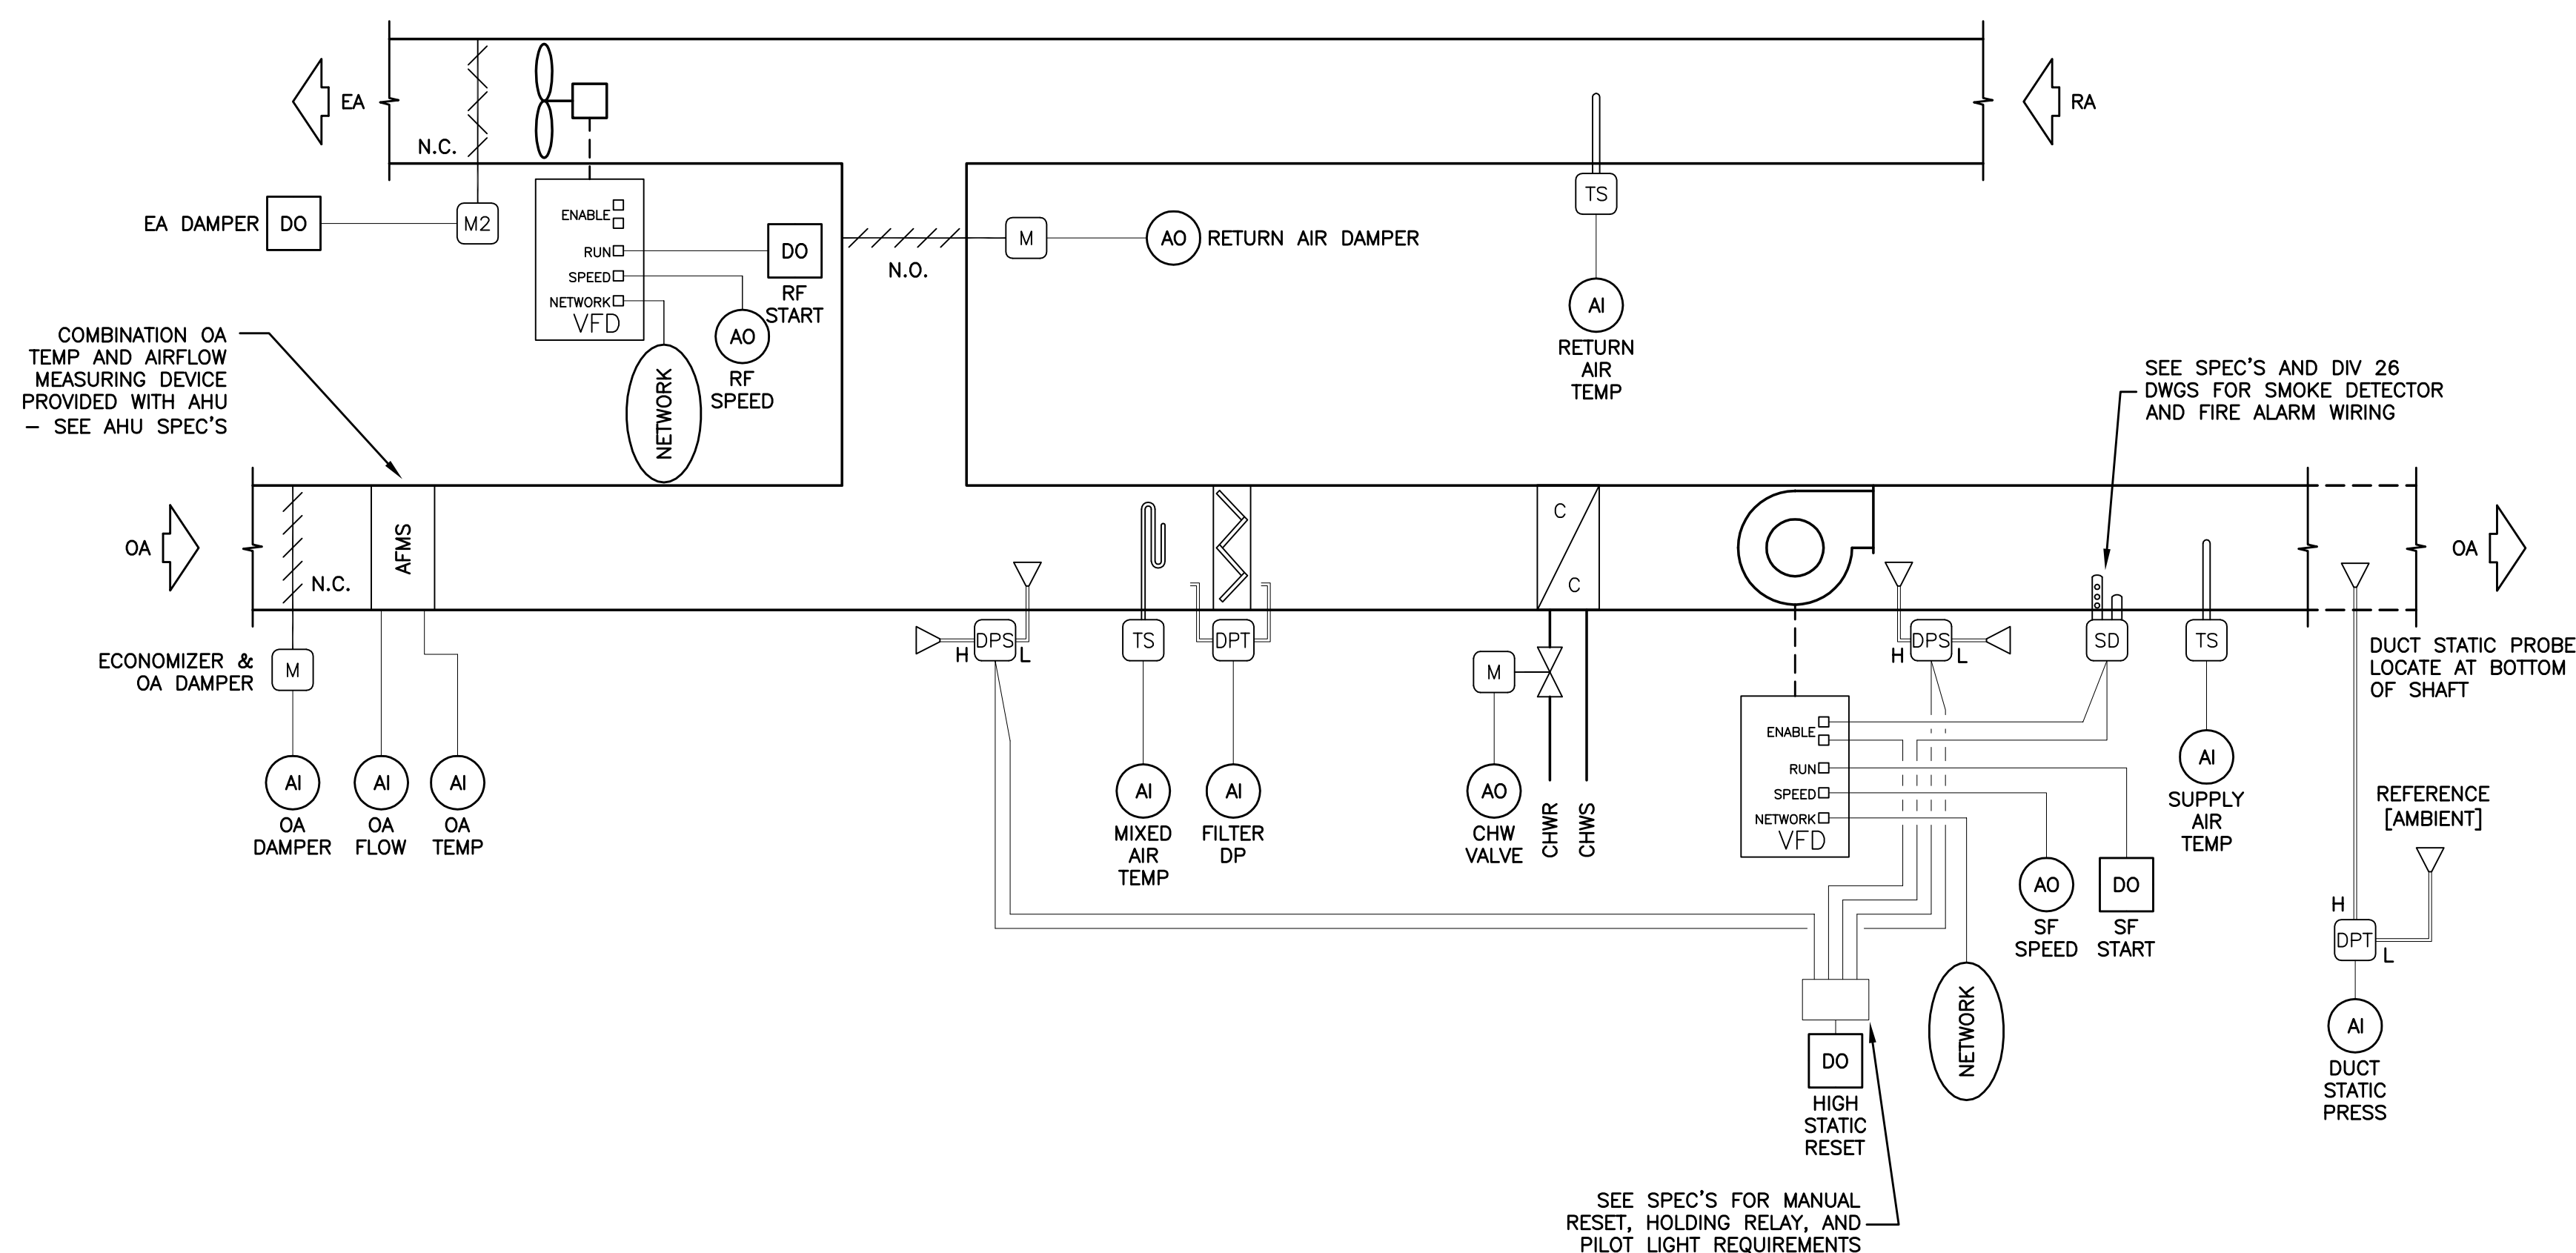 EA
N.C.
RA
EA DAMPER
DO
M2
ENABLE
RUN
SPEED
NETWORK
VFD
DO
RF
START
AO
RF
SPEED
NETWORK
N.O.
M
AO
RETURN AIR DAMPER
TS
AI
RETURN
AIR
TEMP
COMBINATION OA
TEMP AND AIRFLOW
MEASURING DEVICE
PROVIDED WITH AHU
– SEE AHU SPEC'S
SEE SPEC'S AND DIV 26
DWGS FOR SMOKE DETECTOR
AND FIRE ALARM WIRING
OA
N.C.
AFMS
C
C
OA
ECONOMIZER &
OA DAMPER
M
AI
OA
DAMPER
AI
OA
FLOW
AI
OA
TEMP
H
DPS
L
TS
AI
MIXED
AIR
TEMP
DPT
AI
FILTER
DP
M
AO
CHW
VALVE
CHWR
CHWS
ENABLE
RUN
SPEED
NETWORK
VFD
H
DPS
L
SD
TS
AI
SUPPLY
AIR
TEMP
DUCT STATIC PROBE
LOCATE AT BOTTOM
OF SHAFT
REFERENCE
[AMBIENT]
AO
SF
SPEED
DO
SF
START
H
DPT
L
AI
DUCT
STATIC
PRESS
NETWORK
DO
HIGH
STATIC
RESET
SEE SPEC'S FOR MANUAL
RESET, HOLDING RELAY, AND
PILOT LIGHT REQUIREMENTS